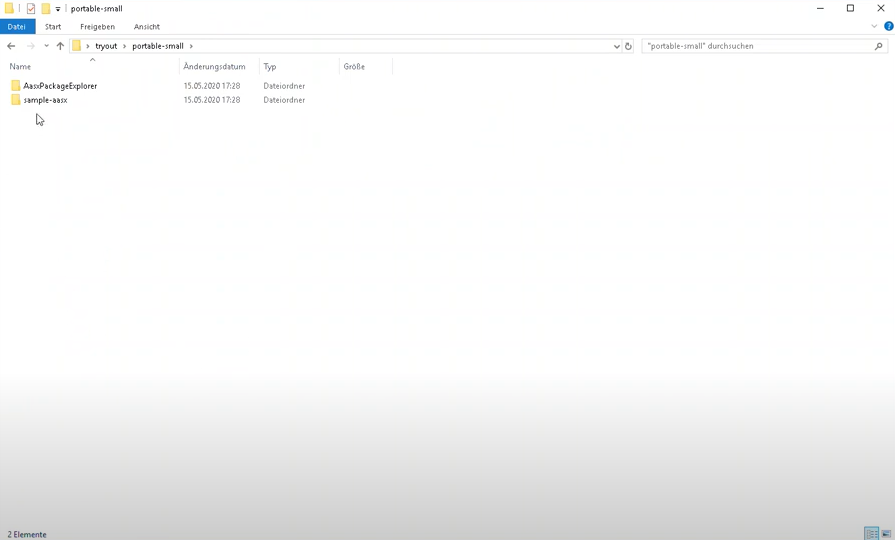 portable-small
Datei Start Freigeben Ansicht
tryout portable-small "portable-small" durchsuchen
Name Änderungsdatum Typ Größe
AasxPackageExplorer 15.05.2020 17:28 Dateiordner
sample-aasx 15.05.2020 17:28 Dateiordner
2 Elemente